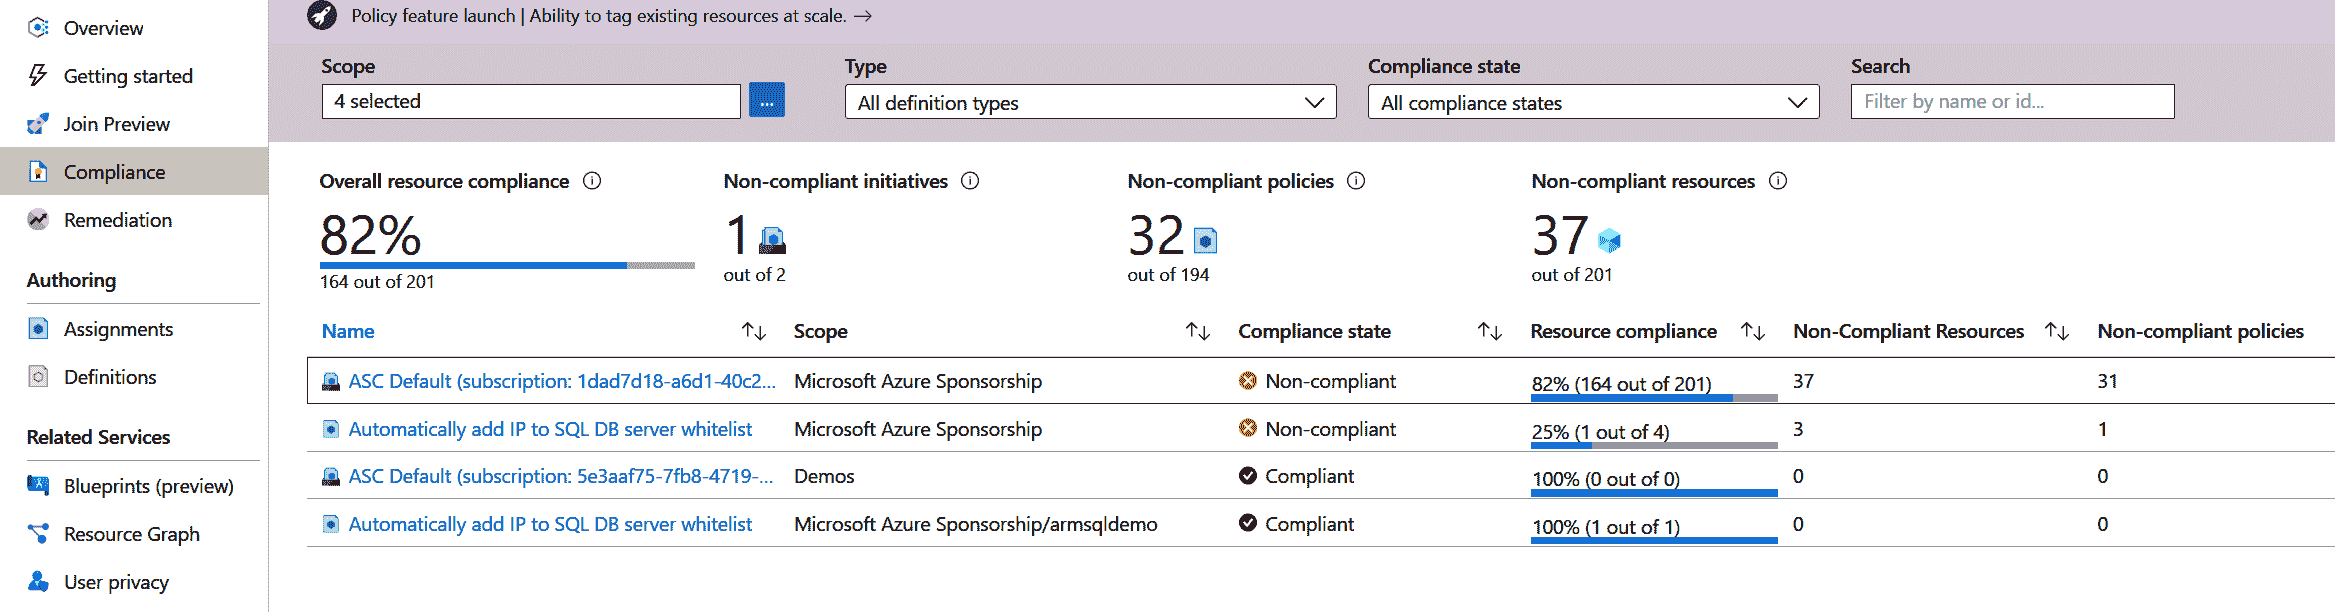 Overview
Getting started
Join Preview
Compliance
Remediation
Authoring
Assignments
Definitions
Related Services
Blueprints (preview)
Resource Graph
User privacy
Policy feature launch | Ability to tag existing resources at scale. →
Scope Type Compliance state Search
4 selected ... All definition types All compliance states Filter by name or id...
Overall resource compliance Non-compliant initiatives Non-compliant policies Non-compliant resources
82% 1 32 37
164 out of 201 out of 2 out of 194 out of 201
Name Scope Compliance state Resource compliance Non-Compliant Resources Non-compliant policies
ASC Default (subscription: 1dad7d18-a6d1-40c2... Microsoft Azure Sponsorship Non-compliant 82% (164 out of 201) 37 31
Automatically add IP to SQL DB server whitelist Microsoft Azure Sponsorship Non-compliant 25% (1 out of 4) 3 1
ASC Default (subscription: 5e3aaf75-7fb8-4719-... Demos Compliant 100% (0 out of 0) 0 0
Automatically add IP to SQL DB server whitelist Microsoft Azure Sponsorship/armsqldemo Compliant 100% (1 out of 1) 0 0